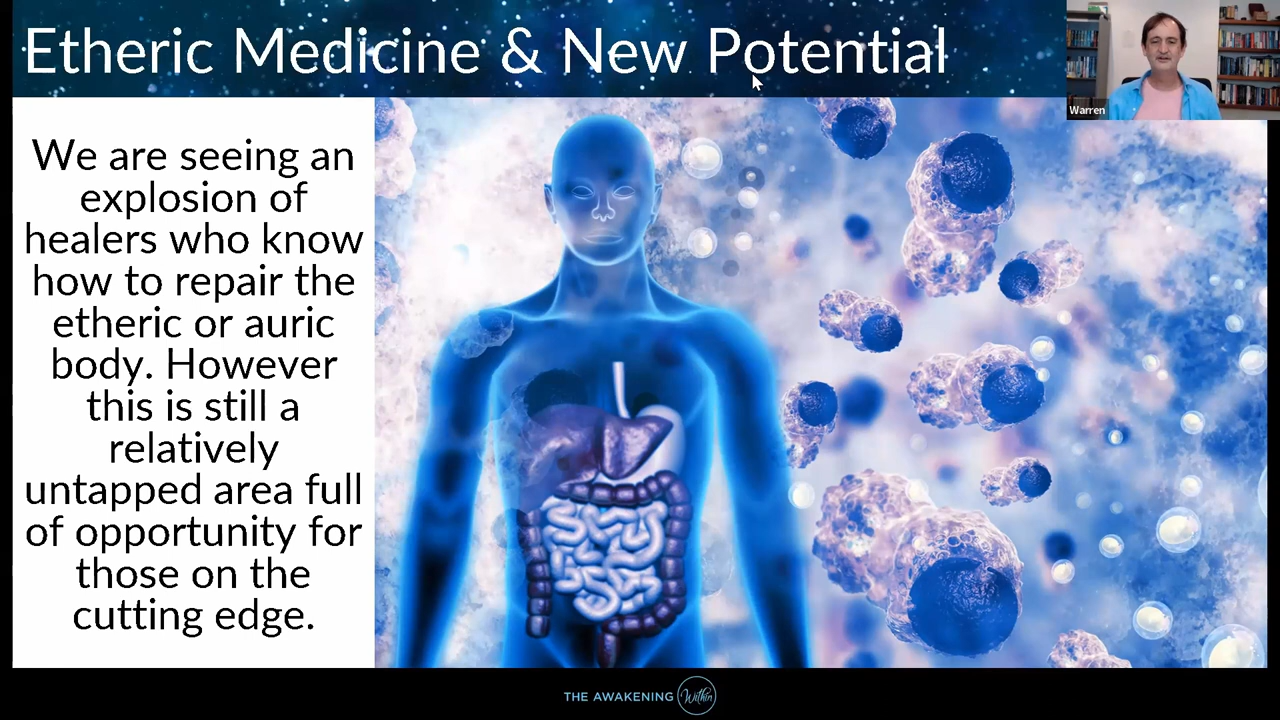 Etheric Medicine & New Potential
Warren
We are seeing an
explosion of
healers who know
how to repair the
etheric or auric
body. However
this is still a
relatively
untapped area full
of opportunity for
those on the
cutting edge.
THE AWAKENING Within